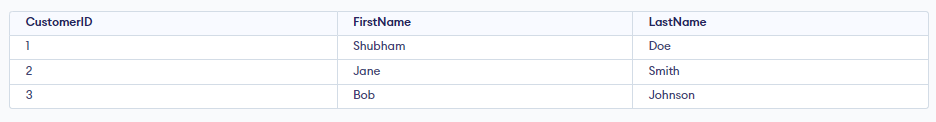 CustomerID FirstName LastName
1 Shubham Doe
2 Jane Smith
3 Bob Johnson